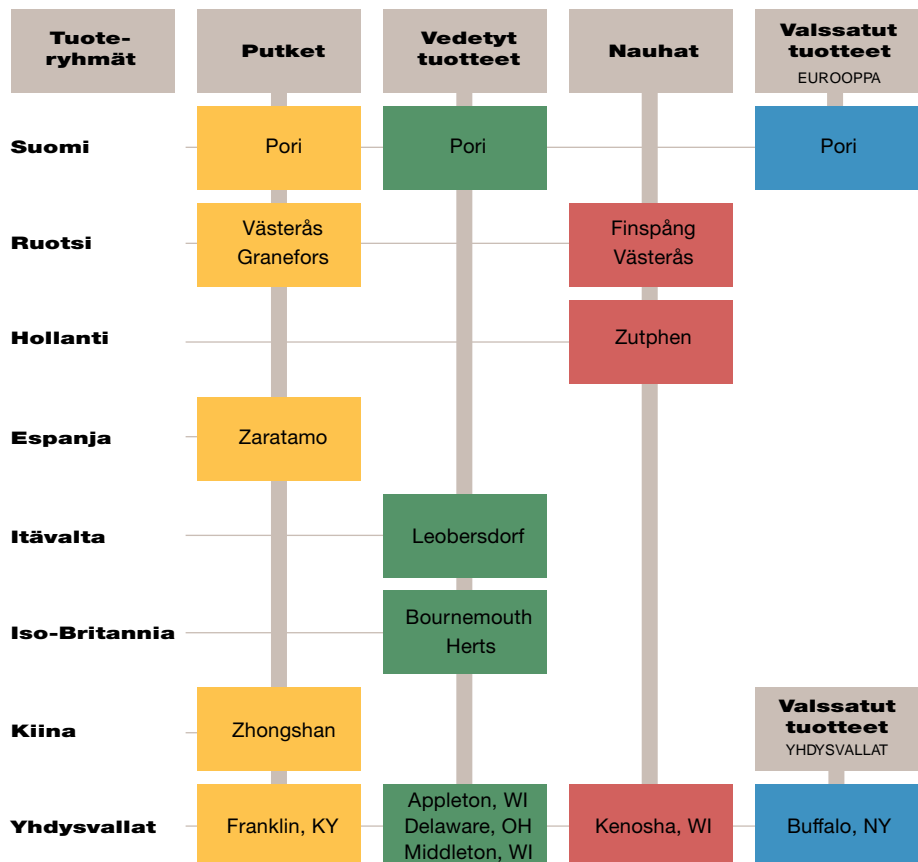 Tuote-
ryhmät
Putket
Vedetyt
tuotteet
Nauhat
Valssatut
tuotteet
EUROOPPA
Suomi
Pori
Pori
Pori
Ruotsi
Västerås
Granefors
Finspång
Västerås
Hollanti
Zutphen
Espanja
Zaratamo
Itävalta
Leobersdorf
Iso-Britannia
Bournemouth
Herts
Kiina
Zhongshan
Valssatut
tuotteet
YHDYSVALLAT
Yhdysvallat
Franklin, KY
Appleton, WI
Delaware, OH
Middleton, WI
Kenosha, WI
Buffalo, NY